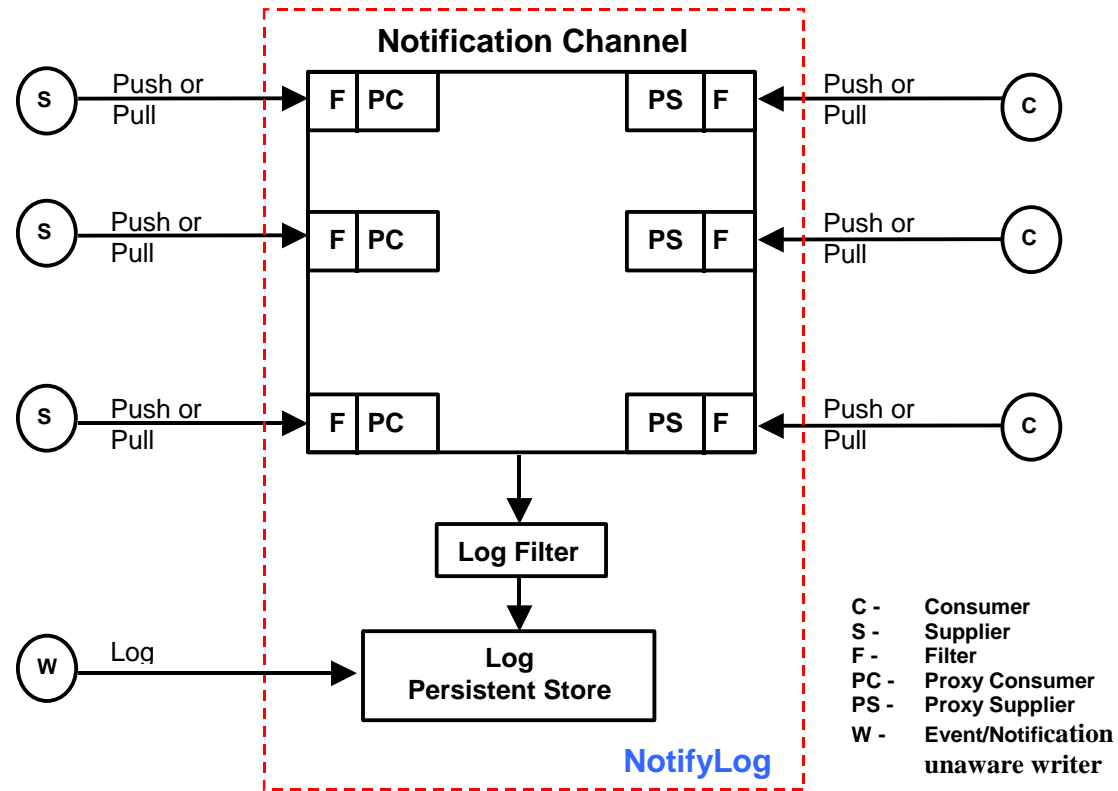 Notification Channel
S
Push or
Pull
F PC
PS F
Push or
Pull
C
S
Push or
Pull
F PC
PS F
Push or
Pull
C
S
Push or
Pull
F PC
PS F
Push or
Pull
C
Log Filter
W
Log
Log
Persistent Store
NotifyLog
C - Consumer
S - Supplier
F - Filter
PC - Proxy Consumer
PS - Proxy Supplier
W - Event/Notification
unaware writer